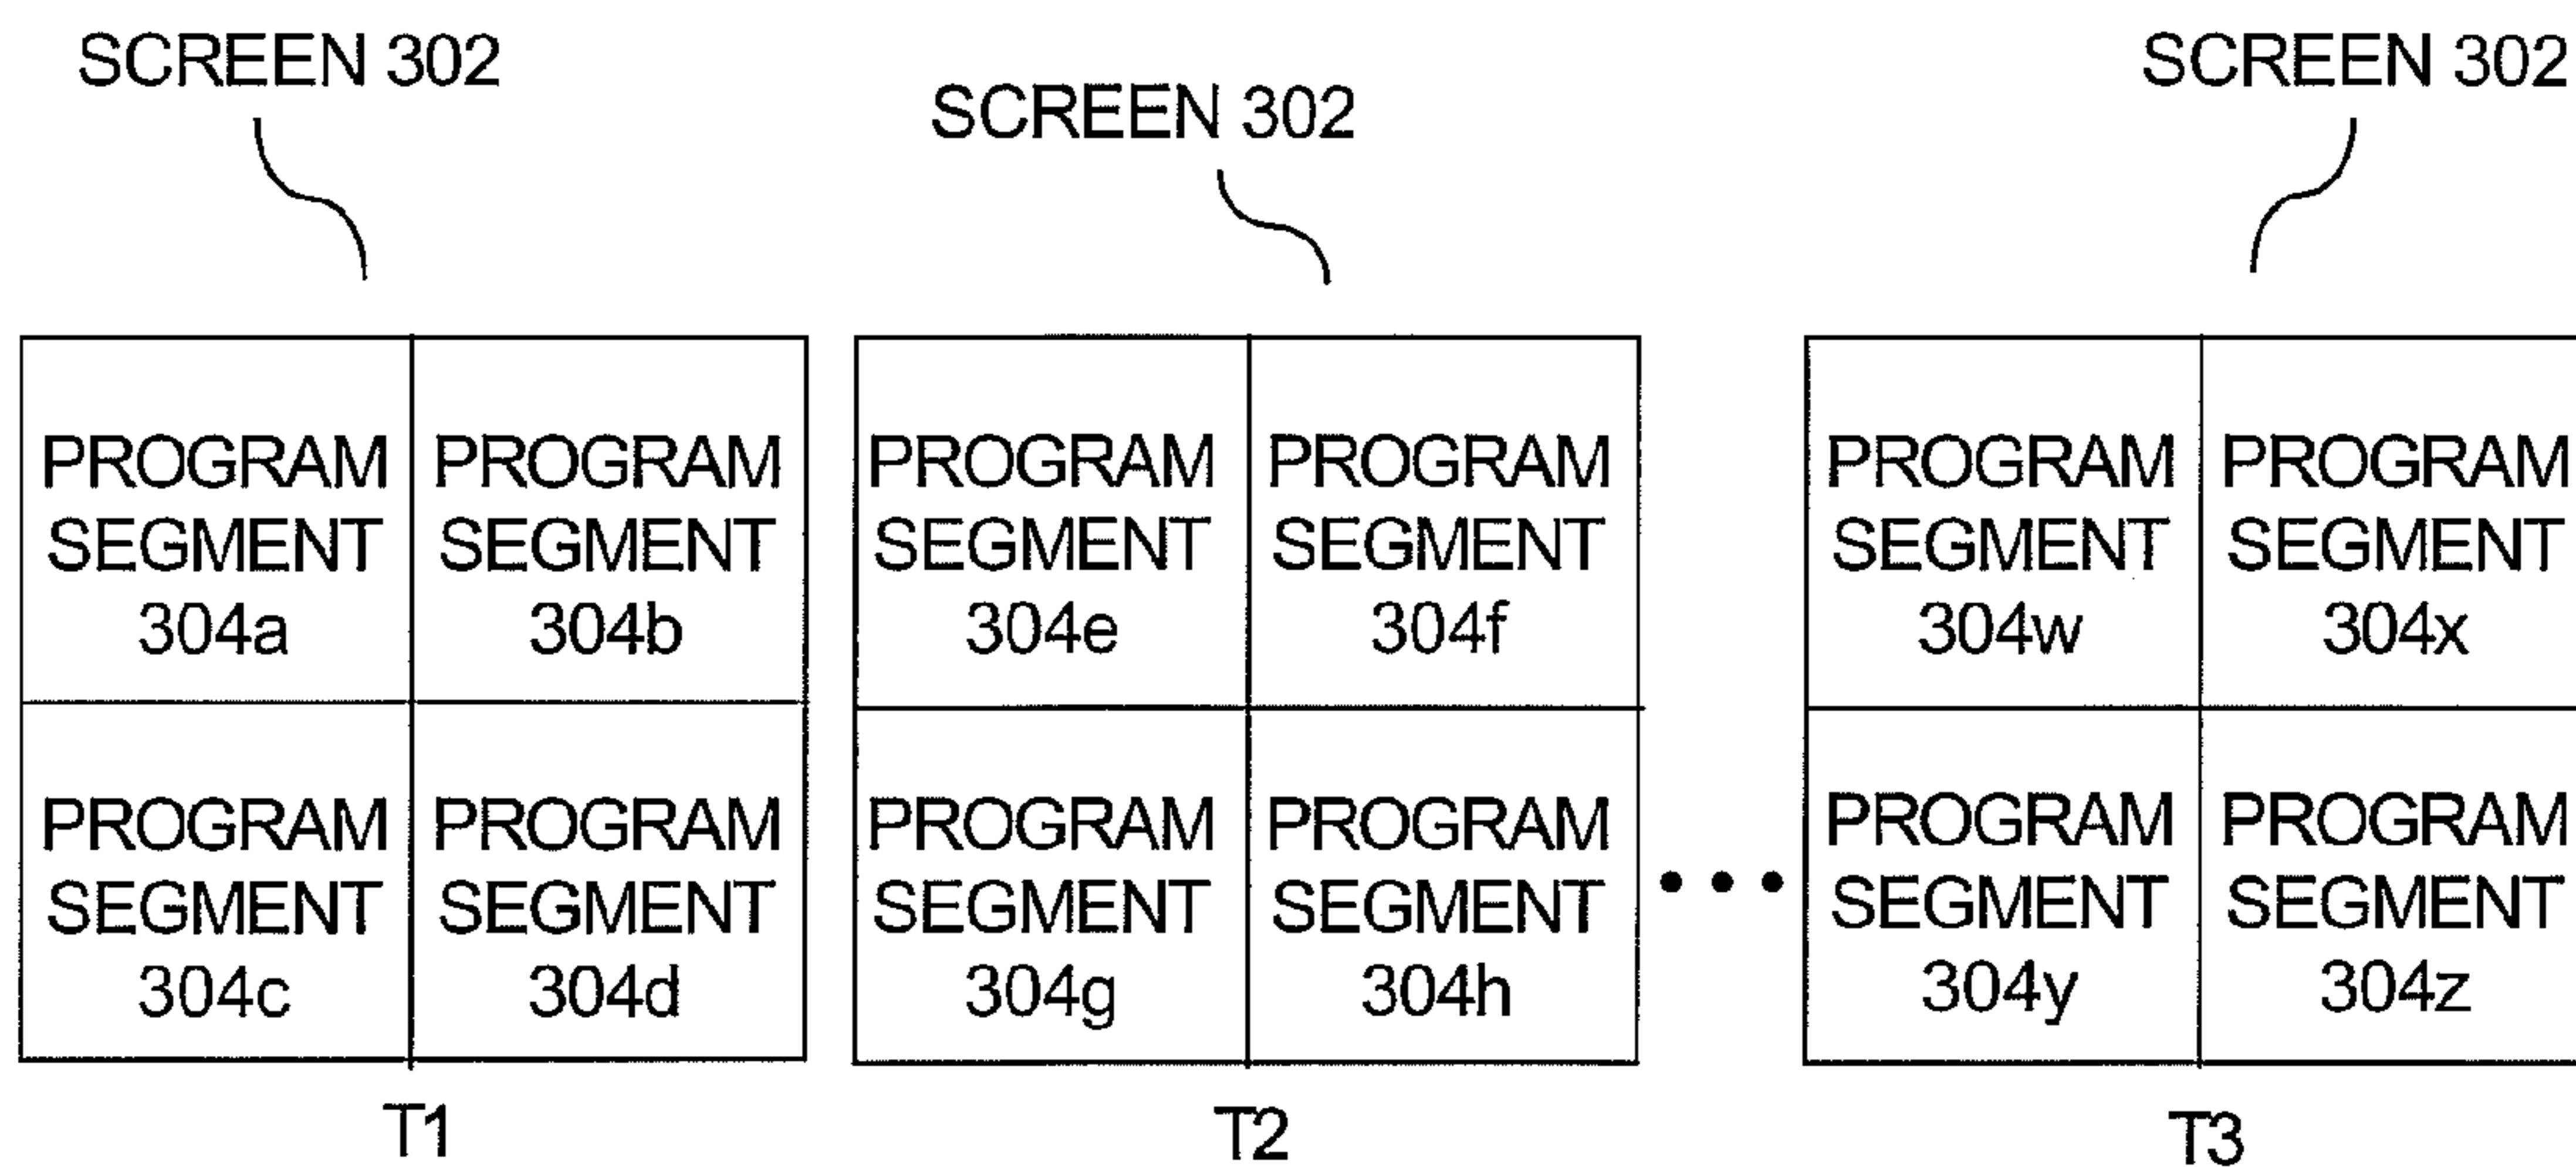 SCREEN 302
SCREEN 302
SCREEN 302
PROGRAM
SEGMENT
304a
PROGRAM
SEGMENT
304b
PROGRAM
SEGMENT
304c
PROGRAM
SEGMENT
304d
T1
PROGRAM
SEGMENT
304e
PROGRAM
SEGMENT
304f
PROGRAM
SEGMENT
304g
PROGRAM
SEGMENT
304h
T2
PROGRAM
SEGMENT
304w
PROGRAM
SEGMENT
304x
PROGRAM
SEGMENT
304y
PROGRAM
SEGMENT
304z
T3